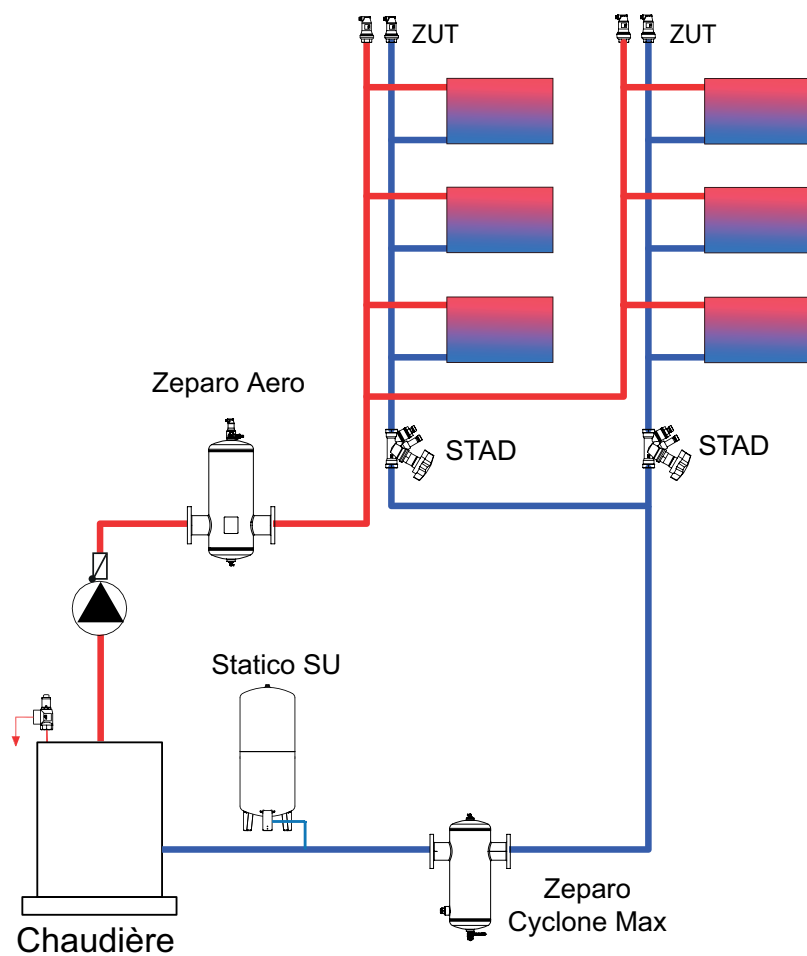 ZUT
ZUT
Zeparo Aero
STAD
STAD
Statico SU
Zeparo
Cyclone Max
Chaudière